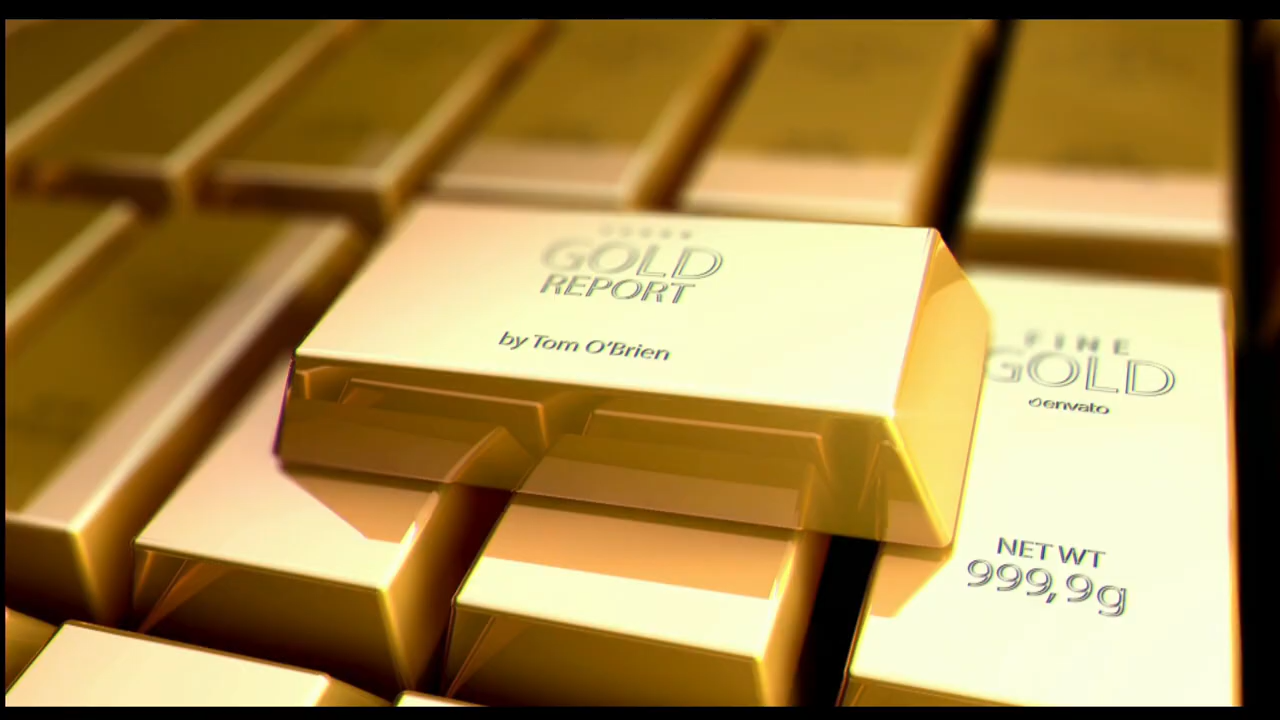 GOLD
REPORT
by Tom O'Brien
FINE
GOLD
envato
NET WT
999,9g